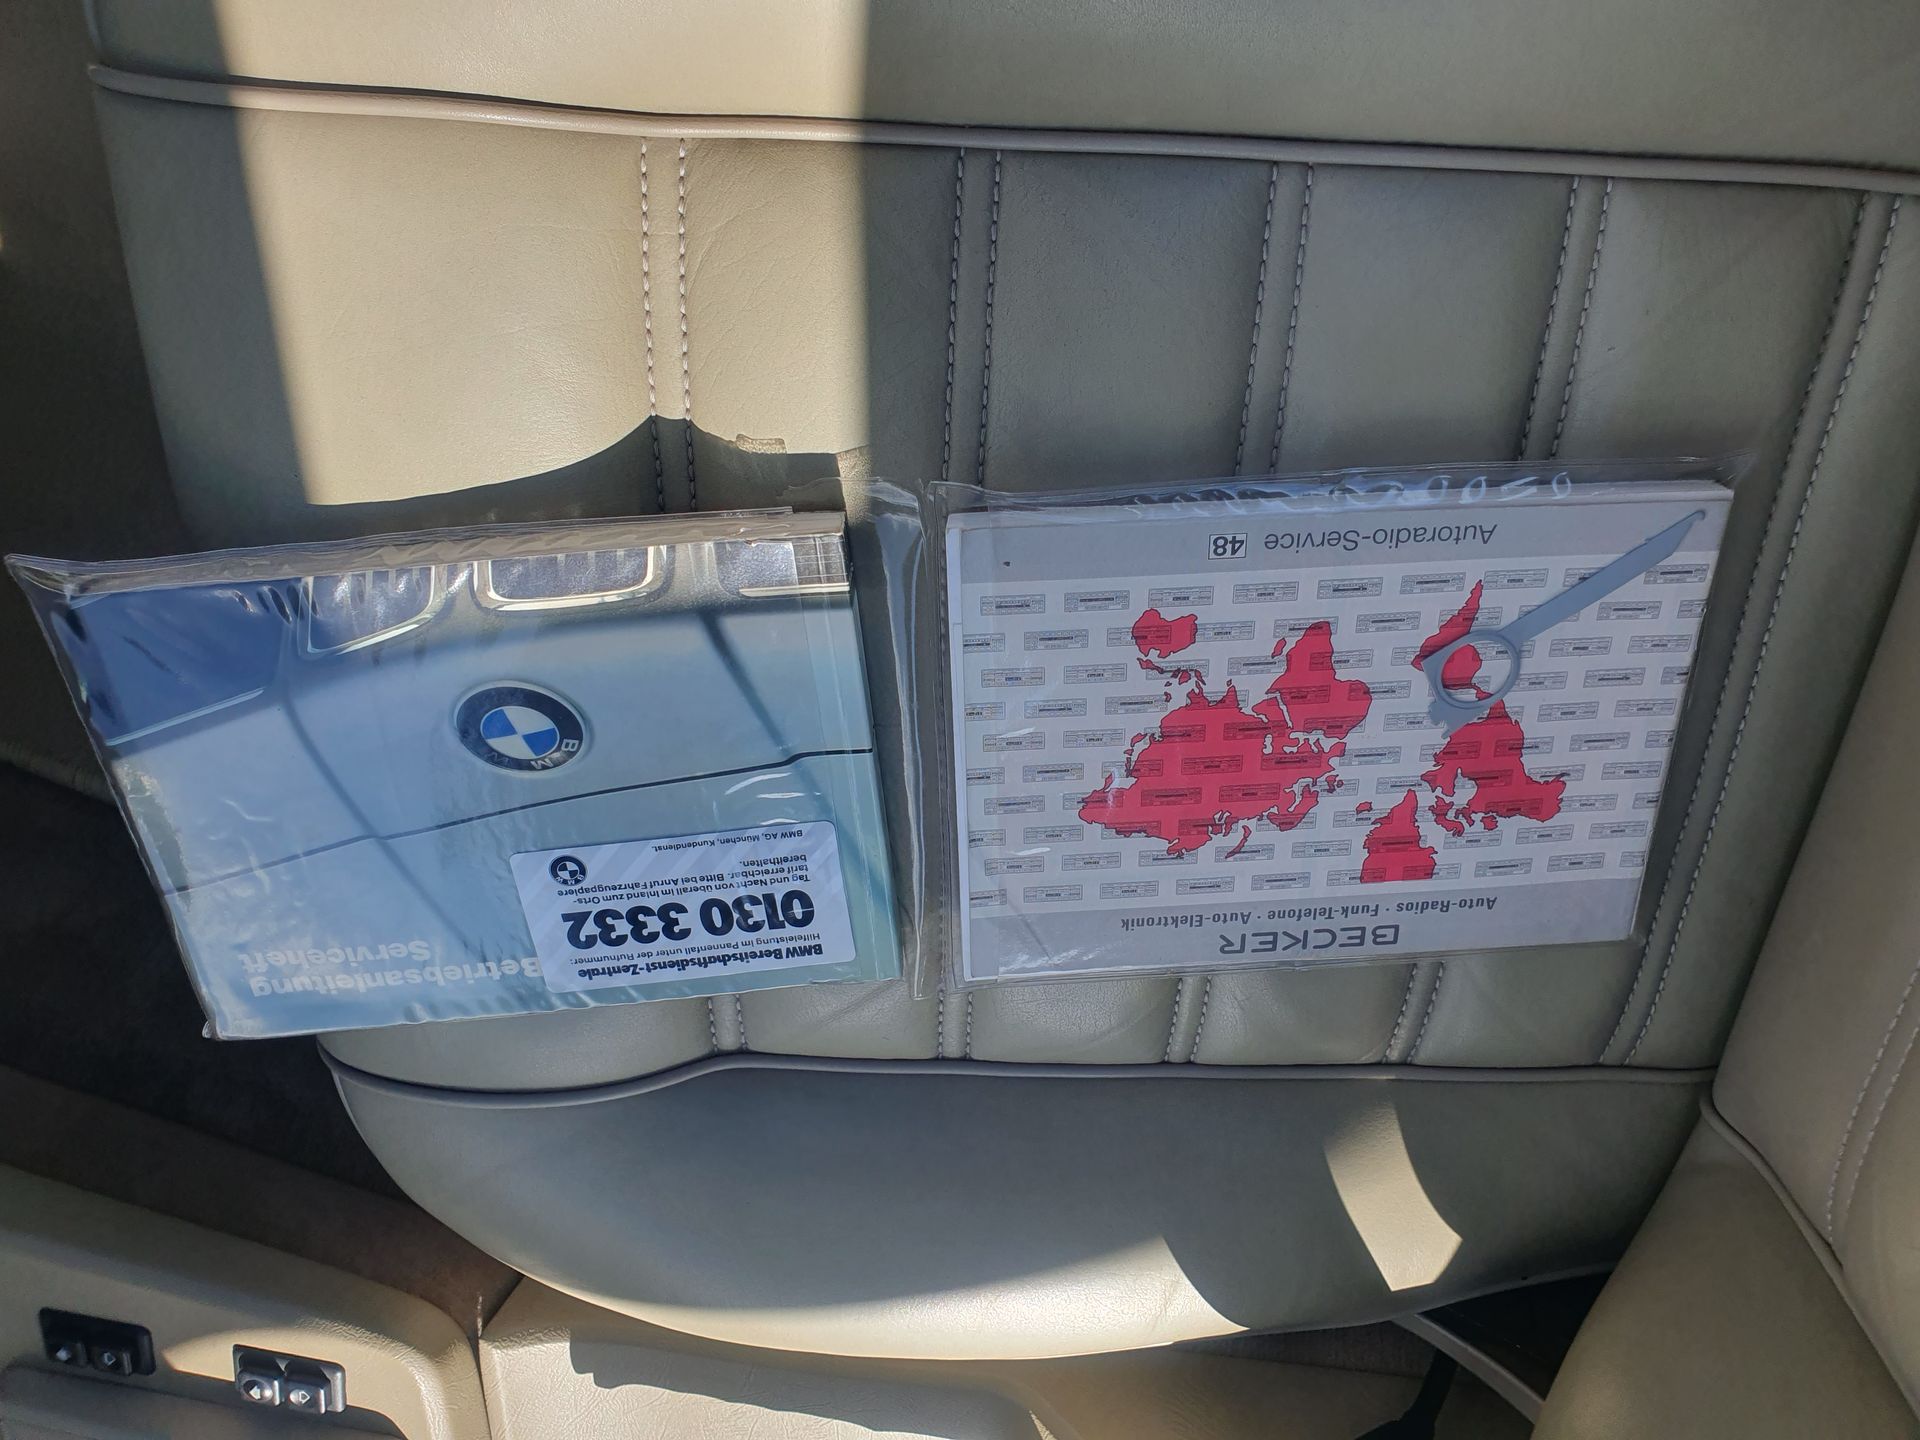 Betriebsanleitung
Serviceheft
BMW Bereitschaftsdienst-Zentrale
Hilfeleistung im Pannenfall unter der Rufnummer:
0130 3332
Tag und Nacht von überall im Inland zum Orts-
tarif erreichbar. Bitte bei Anruf Fahrzeugpapiere
bereithalten.
BMW AG, München, Kundendienst.
BMW
BECKER
Auto-Radios · Funk-Telefone · Auto-Elektronik
Autoradio-Service 48